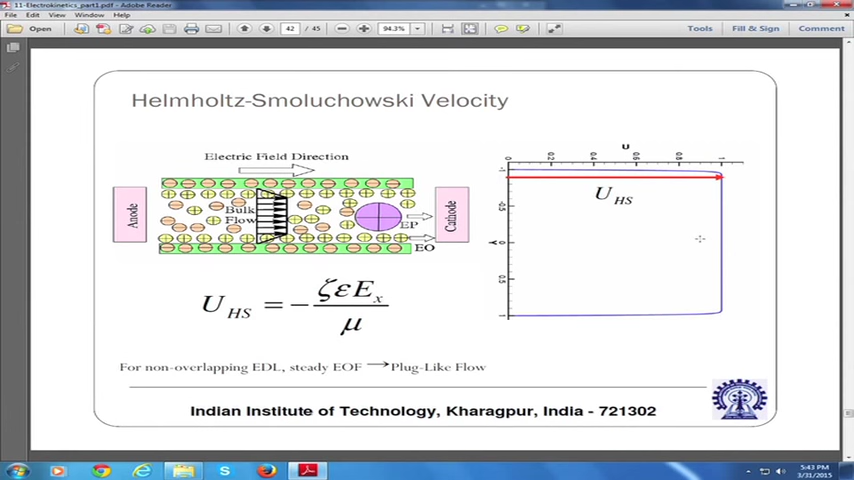 11-Electrokinetics_part1.pdf - Adobe Reader
File Edit View Window Help
Open 42 / 45 94.3% Tools Fill & Sign Comment
Helmholtz-Smoluchowski Velocity
Electric Field Direction
Anode
Bulk
Flow
EP
EO
Cathode
U
0 0.2 0.4 0.6 0.8 1
-1
-0.5
0
0.5
1
Y
U_HS
U_HS = − ζεE_x / μ
For non-overlapping EDL, steady EOF → Plug-Like Flow
Indian Institute of Technology, Kharagpur, India - 721302
5:43 PM
3/31/2015